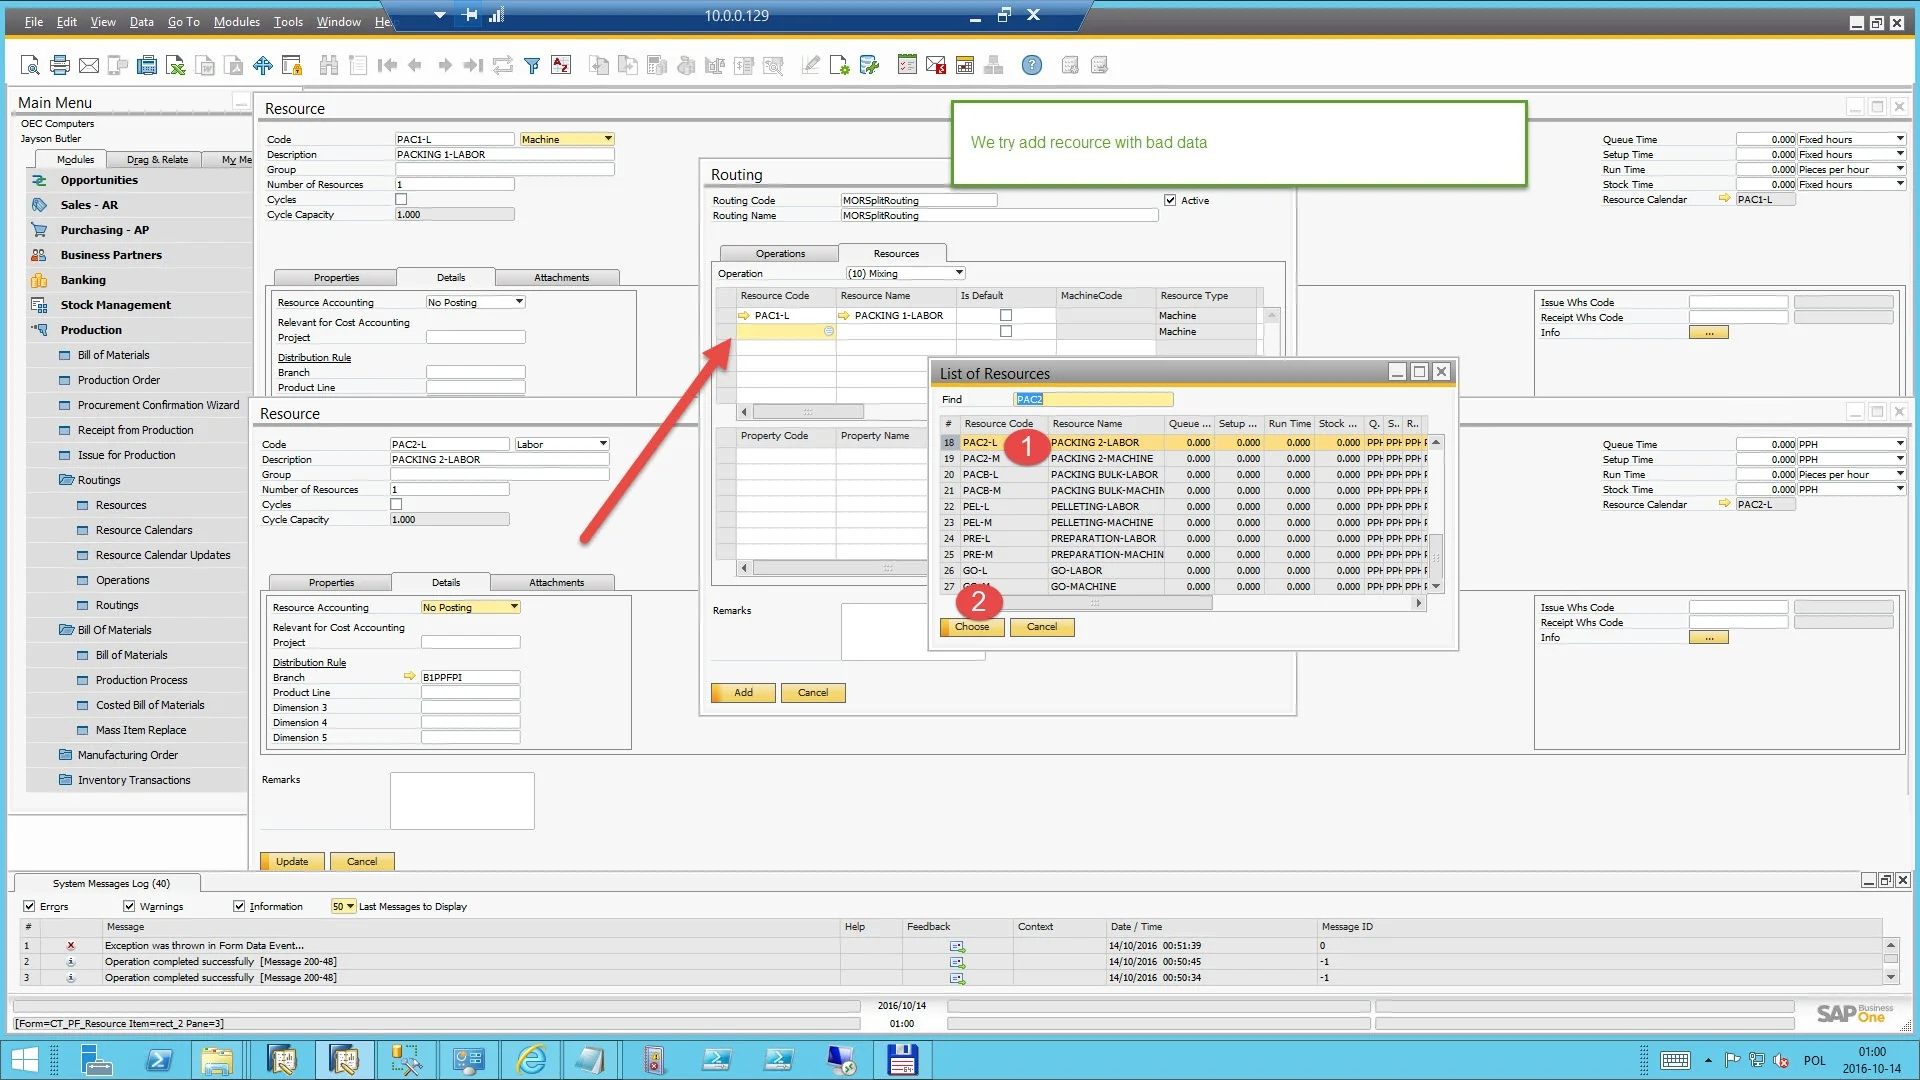 File Edit View Data Go To Modules Tools Window He
10.0.0.129
Main Menu
OEC Computers
Jayson Butler
Modules Drag & Relate My Me
Opportunities
Sales - AR
Purchasing - AP
Business Partners
Banking
Stock Management
Production
Bill of Materials
Production Order
Procurement Confirmation Wizard
Receipt from Production
Issue for Production
Routings
Resources
Resource Calendars
Resource Calendar Updates
Operations
Routings
Bill Of Materials
Bill of Materials
Production Process
Costed Bill of Materials
Mass Item Replace
Manufacturing Order
Inventory Transactions
Resource
Code PAC1-L Machine
Description PACKING 1-LABOR
Group
Number of Resources 1
Cycles
Cycle Capacity 1.000
Properties Details Attachments
Resource Accounting No Posting
Relevant for Cost Accounting
Project
Distribution Rule
Branch
Product Line
Queue Time 0.000 Fixed hours
Setup Time 0.000 Fixed hours
Run Time 0.000 Pieces per hour
Stock Time 0.000 Fixed hours
Resource Calendar PAC1-L
Issue Whs Code
Receipt Whs Code
Info ...
We try add recource with bad data
Routing
Routing Code MORSplitRouting Active
Routing Name MORSplitRouting
Operations Resources
Operation (10) Mixing
Resource Code Resource Name Is Default MachineCode Resource Type
PAC1-L PACKING 1-LABOR Machine
Machine
Property Code Property Name
Remarks
Add Cancel
List of Resources
Find PAC2
# Resource Code Resource Name Queue ... Setup ... Run Time Stock ... Q. S.. R..
18 PAC2-L PACKING 2-LABOR 0.000 0.000 0.000 0.000 PPH PPH PPH
19 PAC2-M PACKING 2-MACHINE 0.000 0.000 0.000 0.000 PPH PPH PPH
20 PACB-L PACKING BULK-LABOR 0.000 0.000 0.000 0.000 PPH PPH PPH
21 PACB-M PACKING BULK-MACHIN 0.000 0.000 0.000 0.000 PPH PPH PPH
22 PEL-L PELLETING-LABOR 0.000 0.000 0.000 0.000 PPH PPH PPH
23 PEL-M PELLETING-MACHINE 0.000 0.000 0.000 0.000 PPH PPH PPH
24 PRE-L PREPARATION-LABOR 0.000 0.000 0.000 0.000 PPH PPH PPH
25 PRE-M PREPARATION-MACHIN 0.000 0.000 0.000 0.000 PPH PPH PPH
26 GO-L GO-LABOR 0.000 0.000 0.000 0.000 PPH PPH PPH
27 GO-MACHINE 0.000 0.000 0.000 0.000 PPH PPH PPH
1
2
Choose Cancel
Resource
Code PAC2-L Labor
Description PACKING 2-LABOR
Group
Number of Resources 1
Cycles
Cycle Capacity 1.000
Properties Details Attachments
Resource Accounting No Posting
Relevant for Cost Accounting
Project
Distribution Rule
Branch B1PPFPI
Product Line
Dimension 3
Dimension 4
Dimension 5
Remarks
Update Cancel
Queue Time 0.000 PPH
Setup Time 0.000 PPH
Run Time 0.000 Pieces per hour
Stock Time 0.000 PPH
Resource Calendar PAC2-L
Issue Whs Code
Receipt Whs Code
Info ...
System Messages Log (40)
Errors Warnings Information 50 Last Messages to Display
# Message Help Feedback Context Date / Time Message ID
1 Exception was thrown in Form Data Event... 14/10/2016 00:51:39 0
2 Operation completed successfully [Message 200-48] 14/10/2016 00:50:45 -1
3 Operation completed successfully [Message 200-48] 14/10/2016 00:50:34 -1
2016/10/14
[Form=CT_PF_Resource Item=rect_2 Pane=3] 01:00
SAP Business One
POL
01:00
2016-10-14